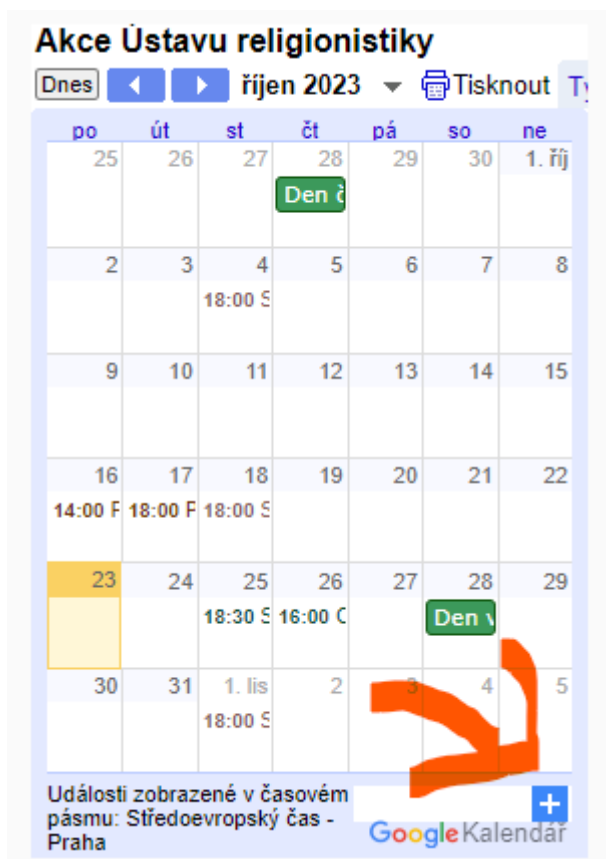 Akce Ústavu religionistiky
Dnes říjen 2023 Tisknout
po út st čt pá so ne
25 26 27 28 29 30 1. říj
Den
2 3 4 5 6 7 8
18:00 S
9 10 11 12 13 14 15
16 17 18 19 20 21 22
14:00 18:00 18:00 S
23 24 25 26 27 28 29
18:30 S 16:00 Den
30 31 1. lis 2 3 4 5
18:00 S
Události zobrazené v časovém
pásmu: Středoevropský čas -
Praha
+
Google Kalendář